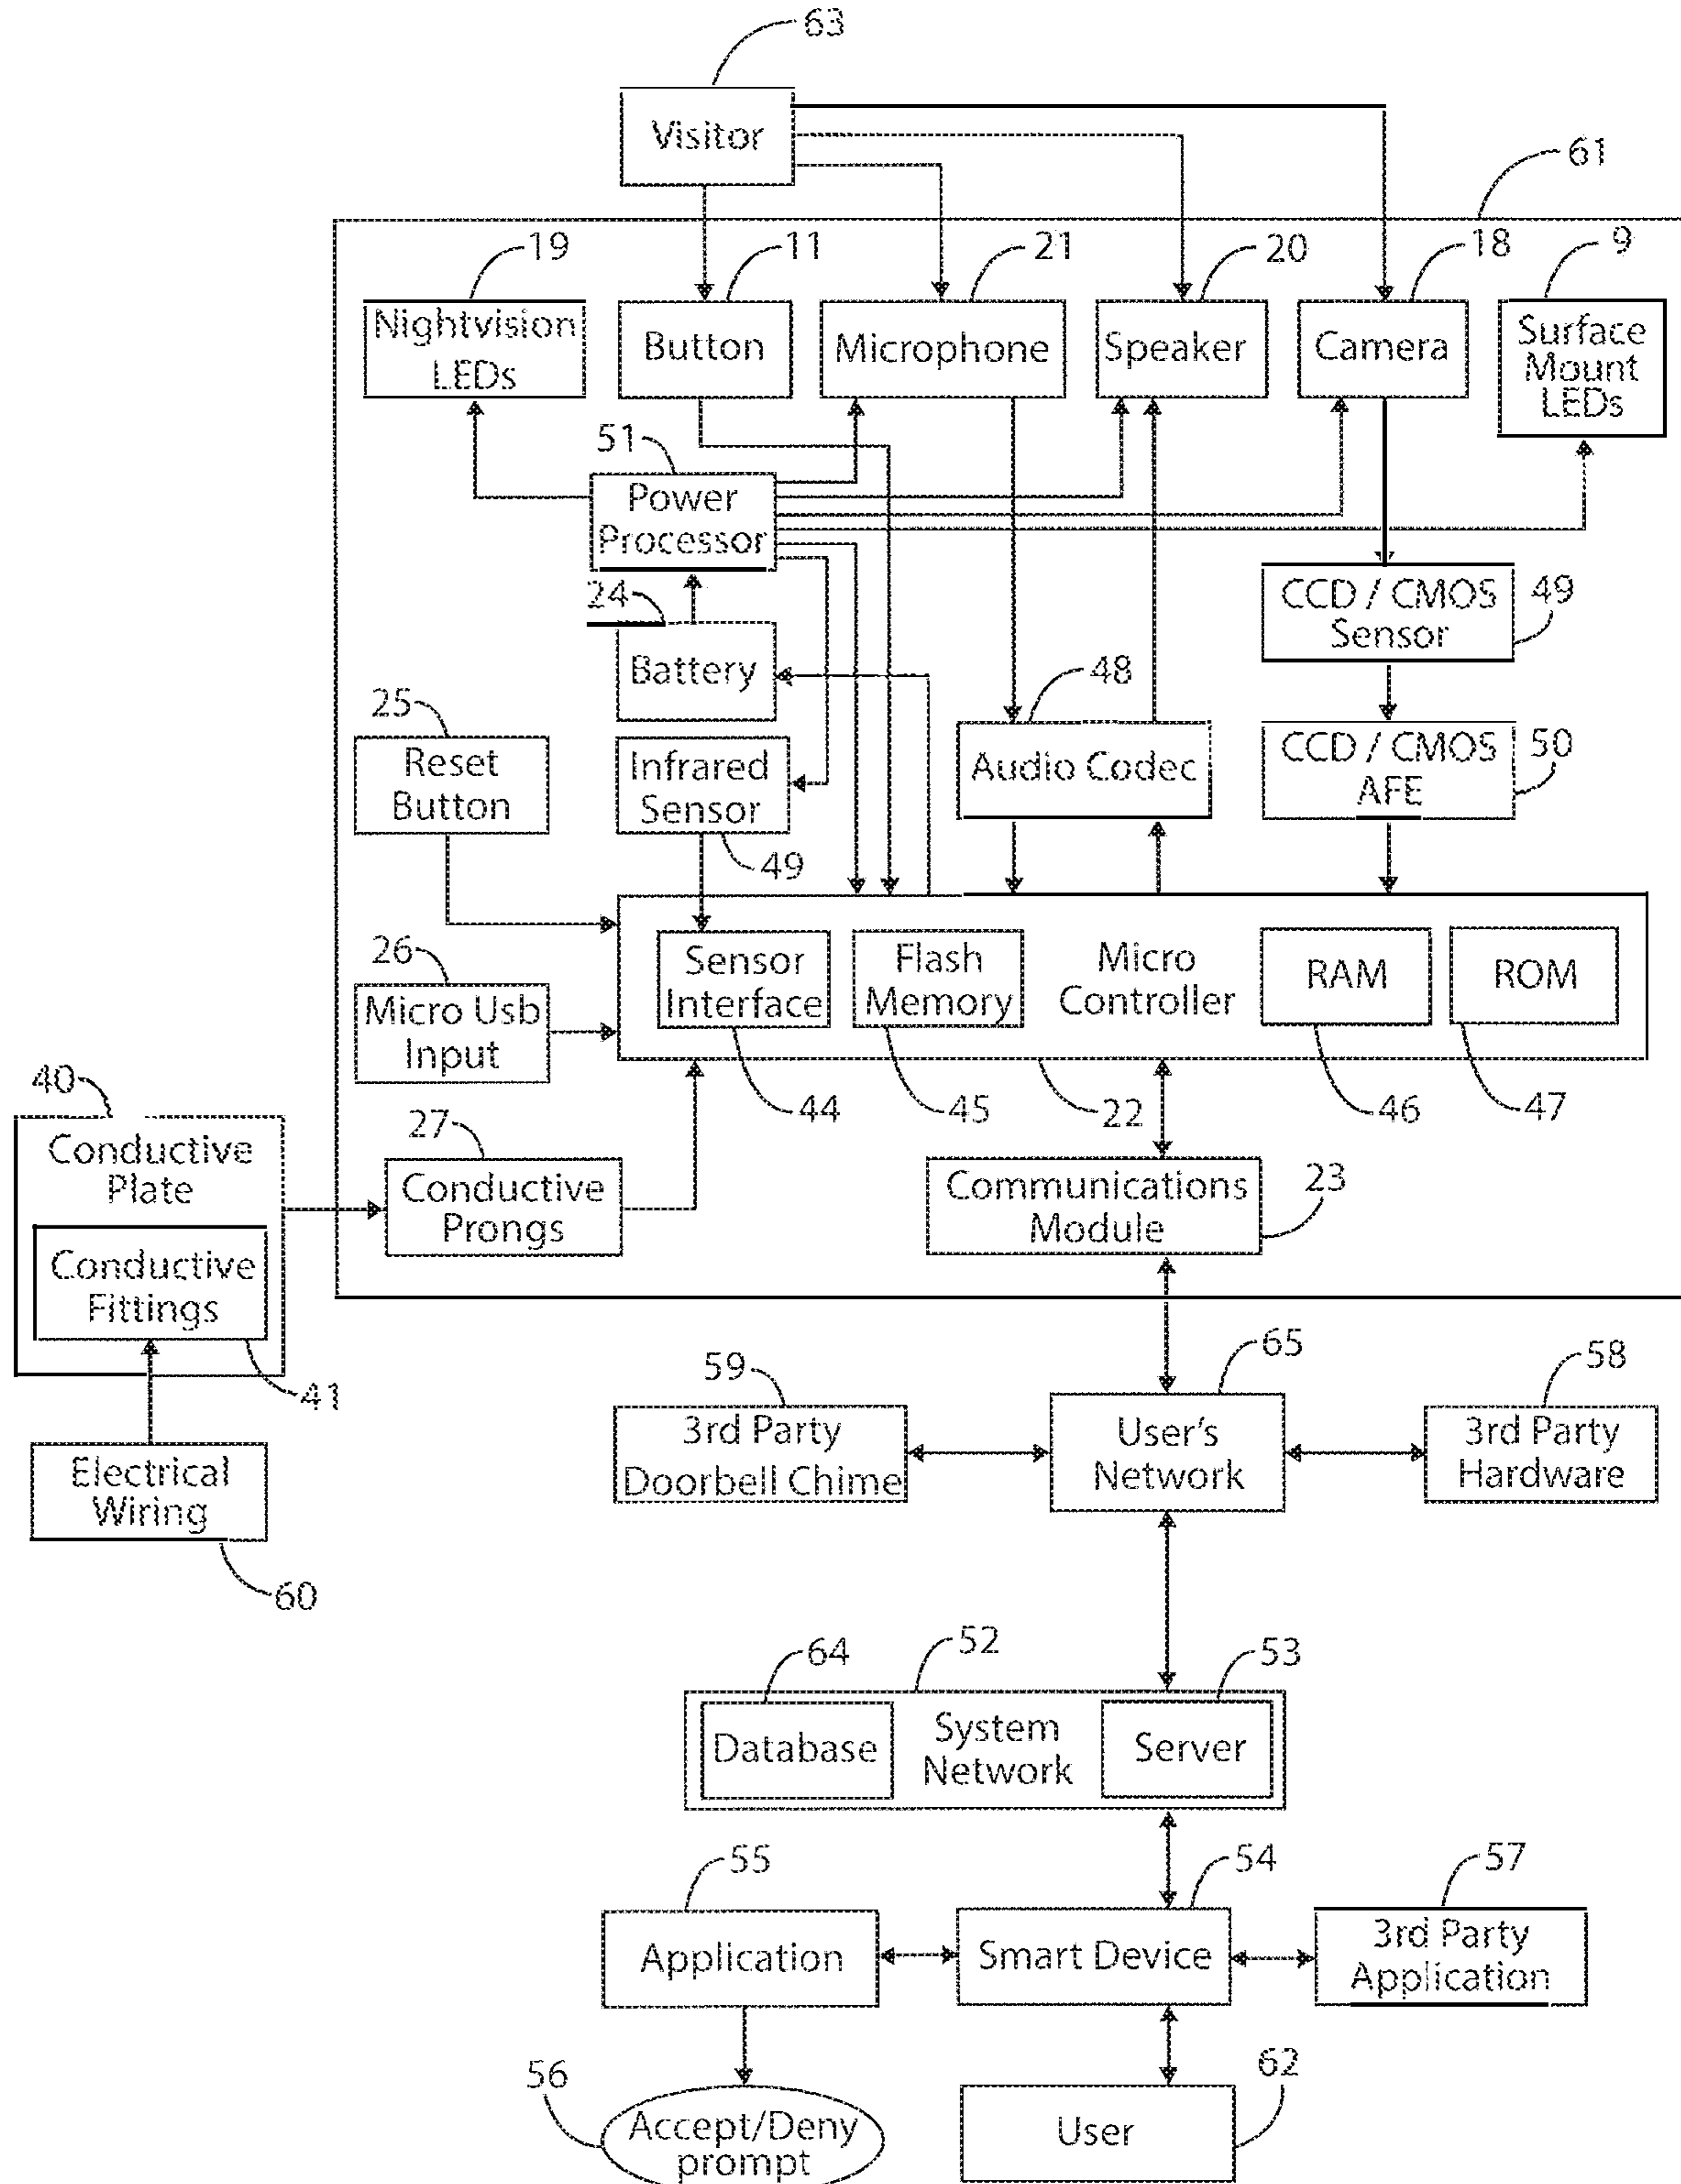 63
Visitor
61
19
11
21
20
18
9
Nightvision
LEDs
Button
Microphone
Speaker
Camera
Surface
Mount
LEDs
51
Power
Processor
24
Battery
CCD / CMOS
Sensor
49
48
25
Reset
Button
Infrared
Sensor
49
Audio Codec
CCD / CMOS
AFE
50
26
Micro Usb
Input
Sensor
Interface
Flash
Memory
Micro
Controller
RAM
ROM
44
45
22
46
47
40
Conductive
Plate
27
Conductive
Prongs
Communications
Module
23
Conductive
Fittings
41
Electrical
Wiring
60
59
3rd Party
Doorbell Chime
65
User's
Network
58
3rd Party
Hardware
64
52
53
Database
System
Network
Server
55
54
57
Application
Smart Device
3rd Party
Application
56
Accept/Deny
prompt
62
User